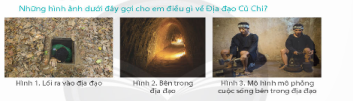 Những hình ảnh dưới đây gợi cho em điều gì về Địa đạo Củ Chi?
Hình 1. Lối ra vào địa đạo
Hình 2. Bên trong
địa đạo
Hình 3. Mô hình mô phỏng
cuộc sống bên trong địa đạo